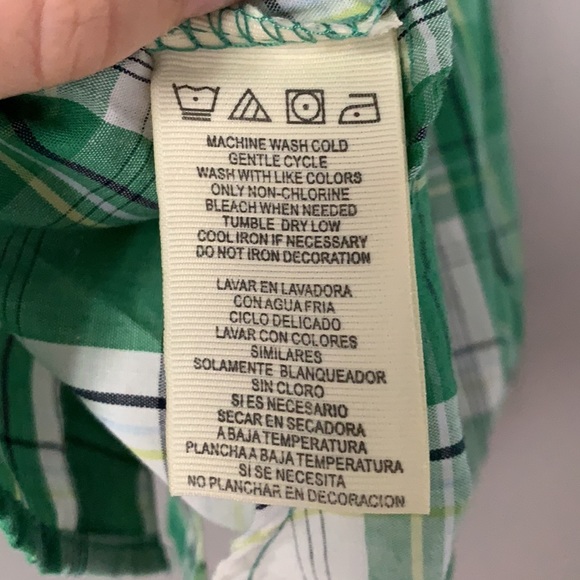 MACHINE WASH COLD
GENTLE CYCLE
WASH WITH LIKE COLORS
ONLY NON-CHLORINE
BLEACH WHEN NEEDED
TUMBLE DRY LOW
COOL IRON IF NECESSARY
DO NOT IRON DECORATION
LAVAR EN LAVADORA
CON AGUA FRIA
CICLO DELICADO
LAVAR CON COLORES
SIMILARES
SOLAMENTE BLANQUEADOR
SIN CLORO
SI ES NECESARIO
SECAR EN SECADORA
A BAJA TEMPERATURA
PLANCHA A BAJA TEMPERATURA
SI SE NECESITA
NO PLANCHAR EN DECORACION